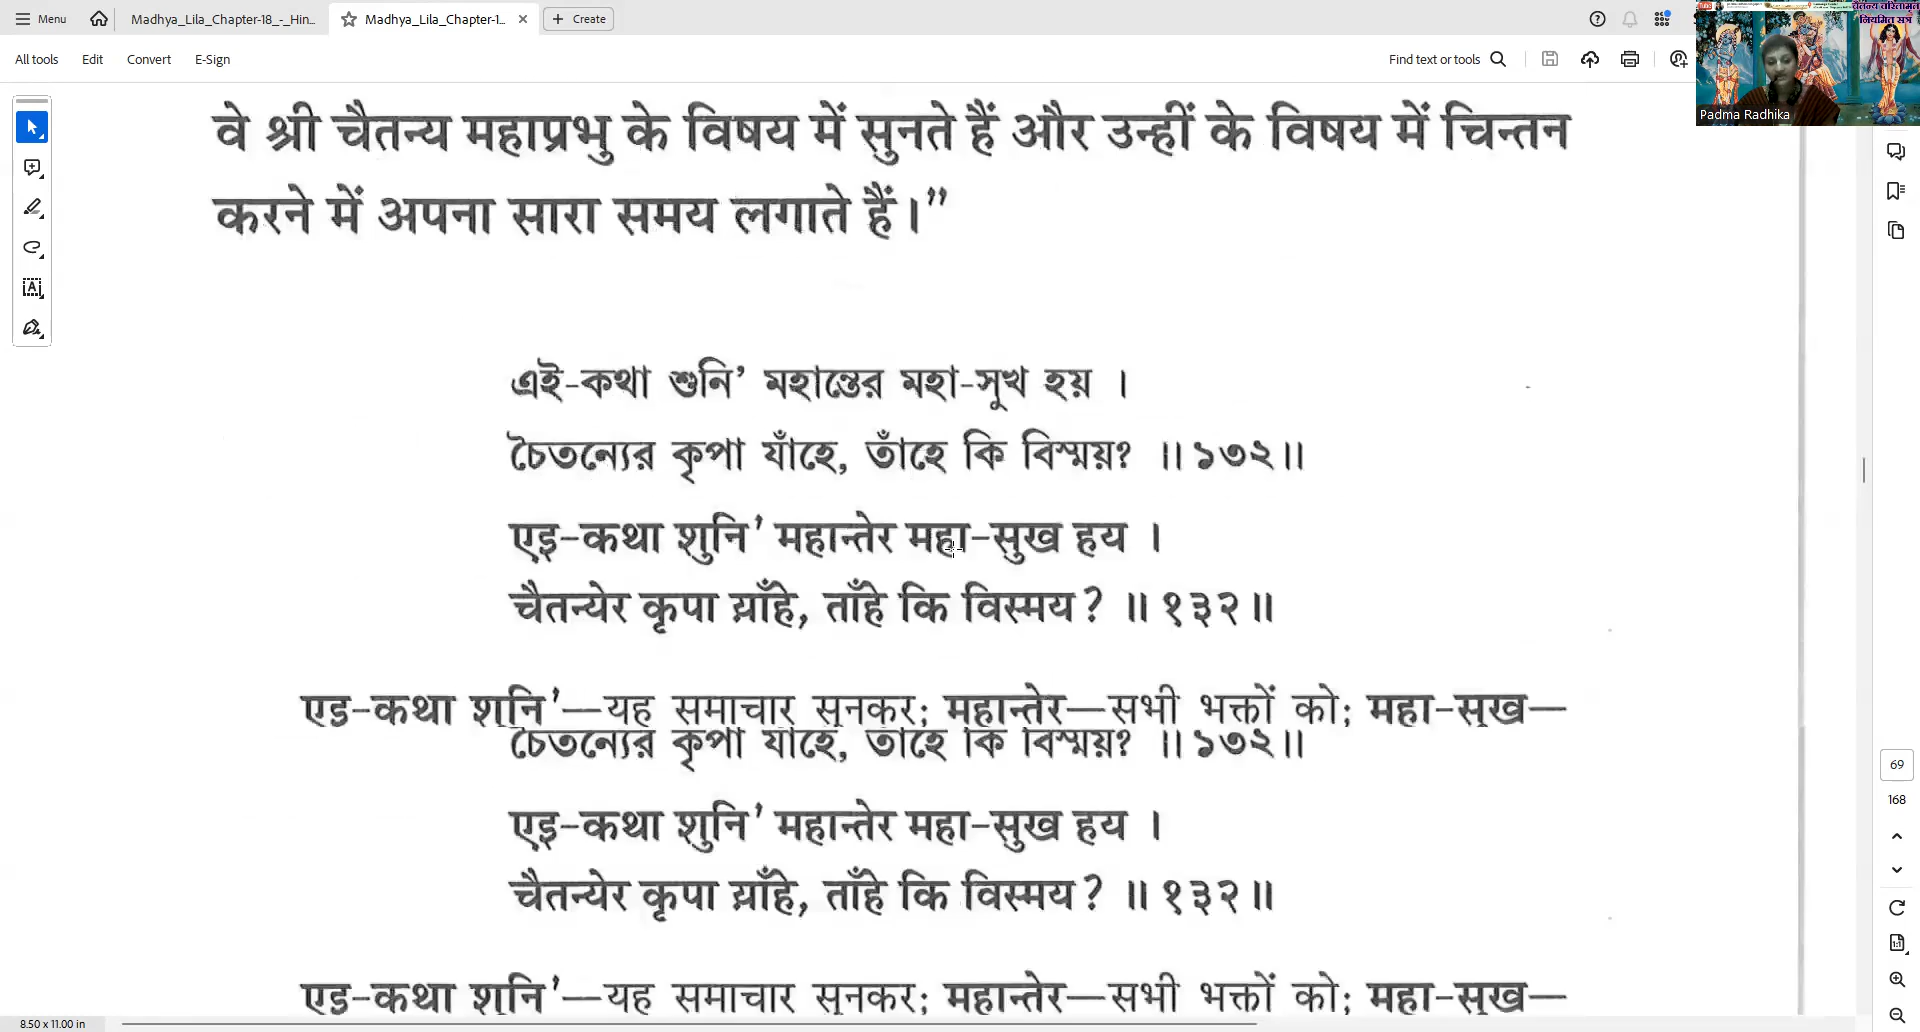 Menu
Madhya_Lila_Chapter-18_-_Hin...
Madhya_Lila_Chapter-1...
Create
All tools
Edit
Convert
E-Sign
Find text or tools
चैतन्य चरितामृत
नियमित सत्र
Padma Radhika
वे श्री चैतन्य महाप्रभु के विषय में सुनते हैं और उन्हीं के विषय में चिन्तन
करने में अपना सारा समय लगाते हैं।”
এই-কথা শুনি’ মহান্তের মহা-সুখ হয় ।
চৈতন্যের কৃপা যাঁহে, তাঁহে কি বিস্ময়? ॥১৩২॥
एइ-कथा शुनि’ महान्तेर महा-सुख हय ।
चैतन्येर कृपा य़ाँहे, ताँहे कि विस्मय? ॥१३२॥
एइ-कथा शुनि’—यह समाचार सुनकर; महान्तेर—सभी भक्तों को; महा-सुख—
চৈতন্যের কৃপা যাঁহে, তাঁহে কি বিস্ময়? ॥১৩২॥
एइ-कथा शुनि’ महान्तेर महा-सुख हय ।
चैतन्येर कृपा य़ाँहे, ताँहे कि विस्मय? ॥१३२॥
एइ-कथा शुनि’—यह समाचार सुनकर; महान्तेर—सभी भक्तों को; महा-सुख—
69
168
8.50 x 11.00 in